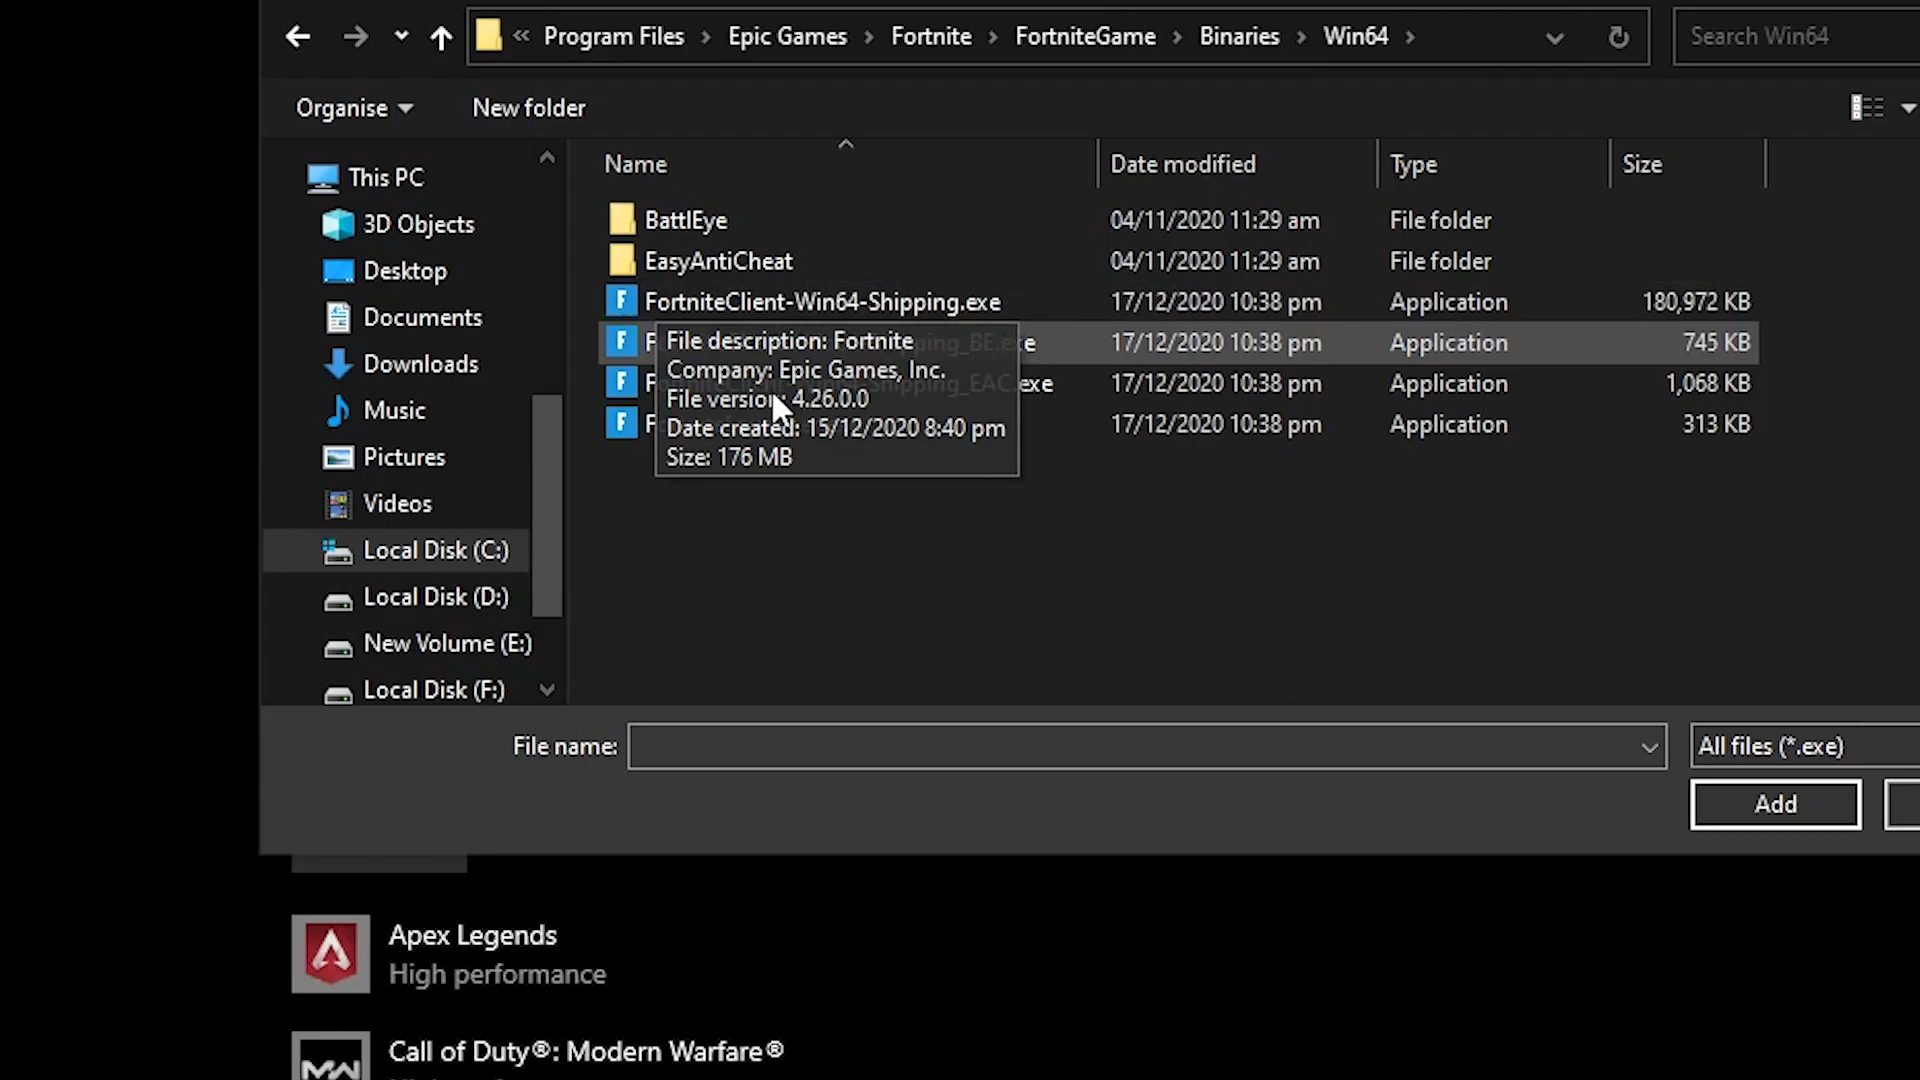 « Program Files > Epic Games > Fortnite > FortniteGame > Binaries > Win64 >
Search Win64
Organise
New folder
This PC
3D Objects
Desktop
Documents
Downloads
Music
Pictures
Videos
Local Disk (C:)
Local Disk (D:)
New Volume (E:)
Local Disk (F:)
Name Date modified Type Size
BattlEye 04/11/2020 11:29 am File folder
EasyAntiCheat 04/11/2020 11:29 am File folder
FortniteClient-Win64-Shipping.exe 17/12/2020 10:38 pm Application 180,972 KB
F pping_BE.exe 17/12/2020 10:38 pm Application 745 KB
FortniteClient-Win64-Shipping_EAC.exe 17/12/2020 10:38 pm Application 1,068 KB
F 17/12/2020 10:38 pm Application 313 KB
File description: Fortnite
Company: Epic Games, Inc.
File version: 4.26.0.0
Date created: 15/12/2020 8:40 pm
Size: 176 MB
File name:
All files (*.exe)
Add
Apex Legends
High performance
Call of Duty®: Modern Warfare®